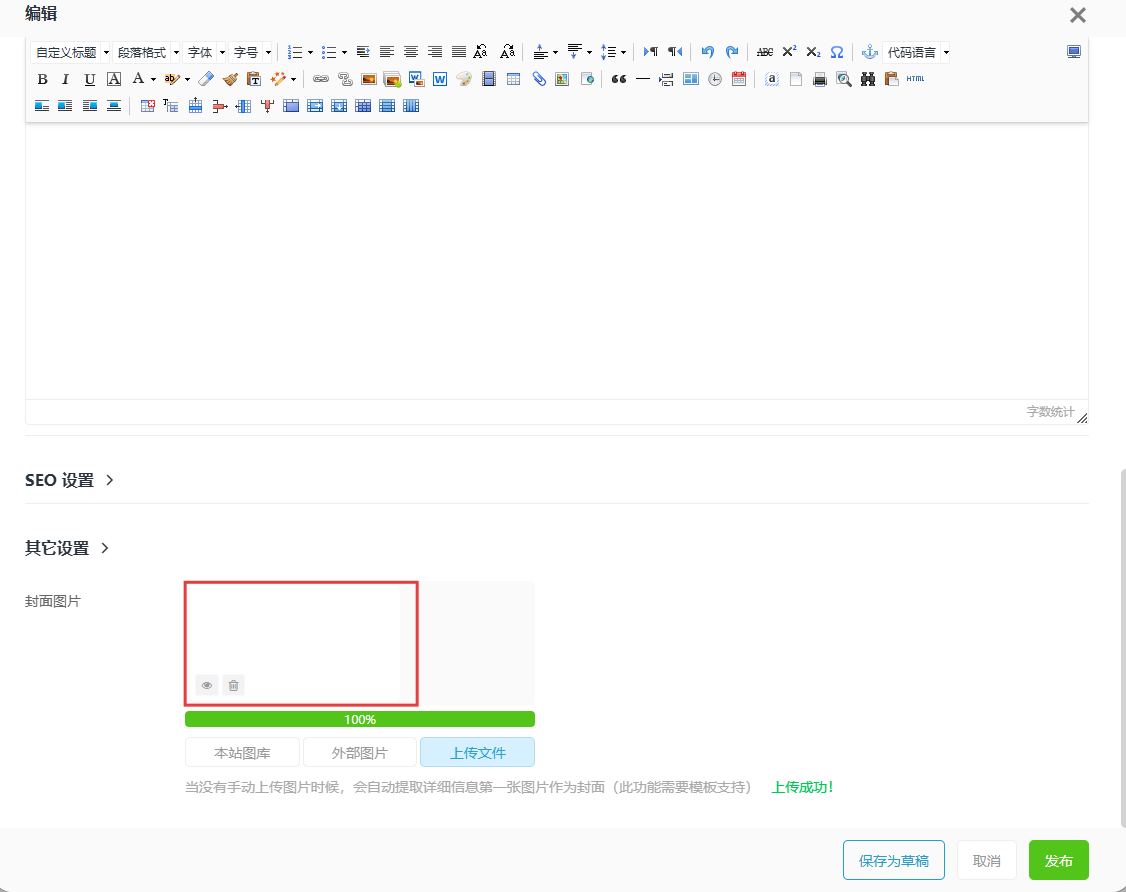 编辑
自定义标题 段落格式 字体 字号 ABC X² X₂ Ω 代码语言
B I U A A ab T W W a HTML
字数统计
SEO 设置
其它设置
封面图片
100%
本站图库 外部图片 上传文件
当没有手动上传图片时候，会自动提取详细信息第一张图片作为封面（此功能需要模板支持） 上传成功！
保存为草稿 取消 发布